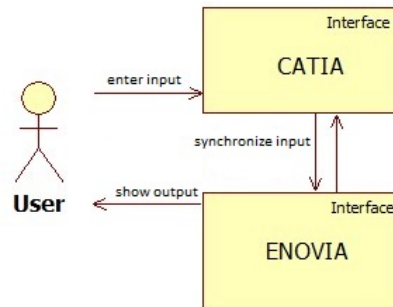 Interface
CATIA
enter input
synchronize input
User
show output
Interface
ENOVIA